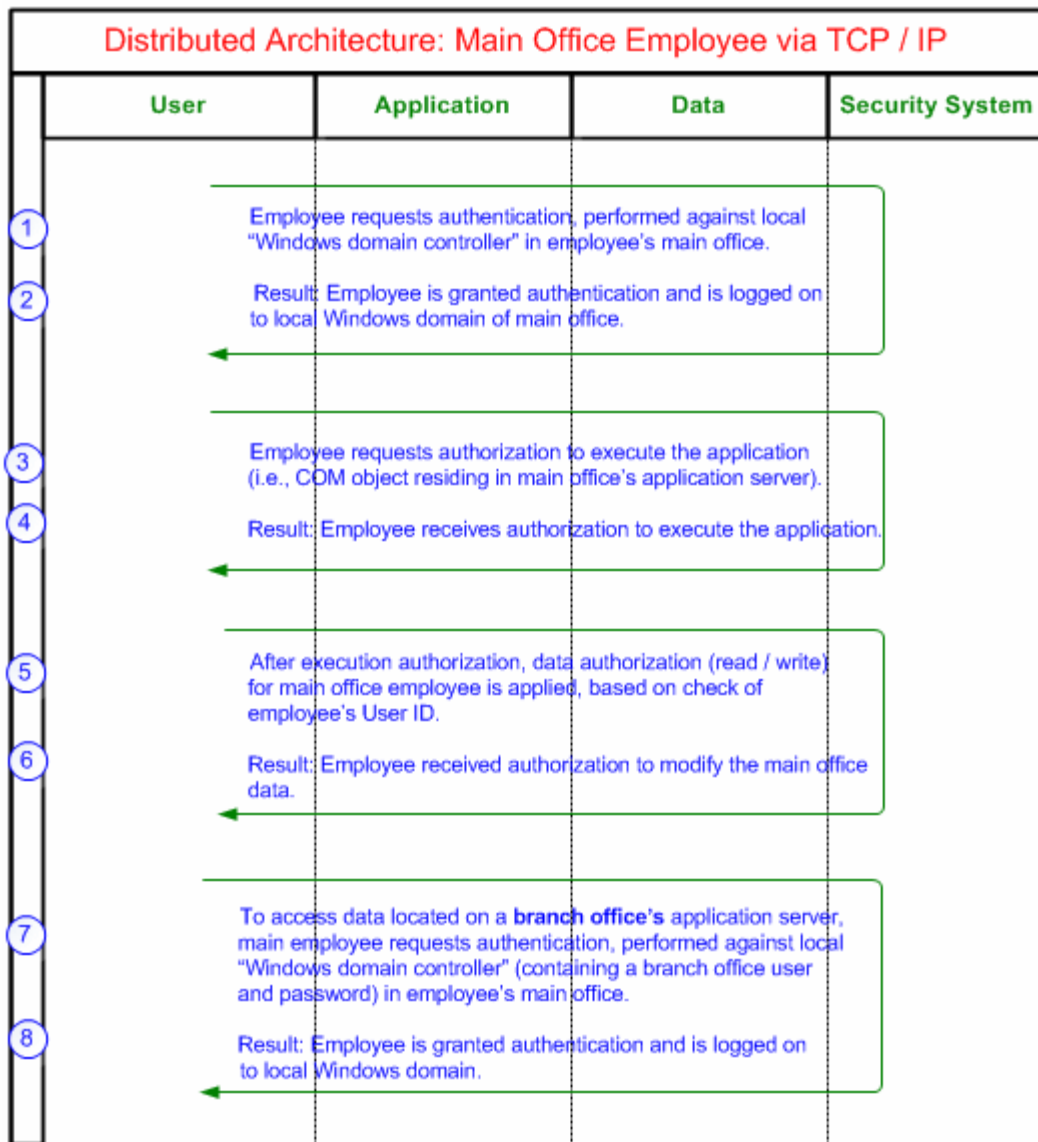 Distributed Architecture: Main Office Employee via TCP / IP
User Application Data Security System
1
Employee requests authentication, performed against local
“Windows domain controller” in employee’s main office.
2
Result: Employee is granted authentication and is logged on
to local Windows domain of main office.
3
Employee requests authorization to execute the application
(i.e., COM object residing in main office’s application server).
4
Result: Employee receives authorization to execute the application.
5
After execution authorization, data authorization (read / write)
for main office employee is applied, based on check of
employee’s User ID.
6
Result: Employee received authorization to modify the main office
data.
7
To access data located on a branch office’s application server,
main employee requests authentication, performed against local
“Windows domain controller” (containing a branch office user
and password) in employee’s main office.
8
Result: Employee is granted authentication and is logged on
to local Windows domain.